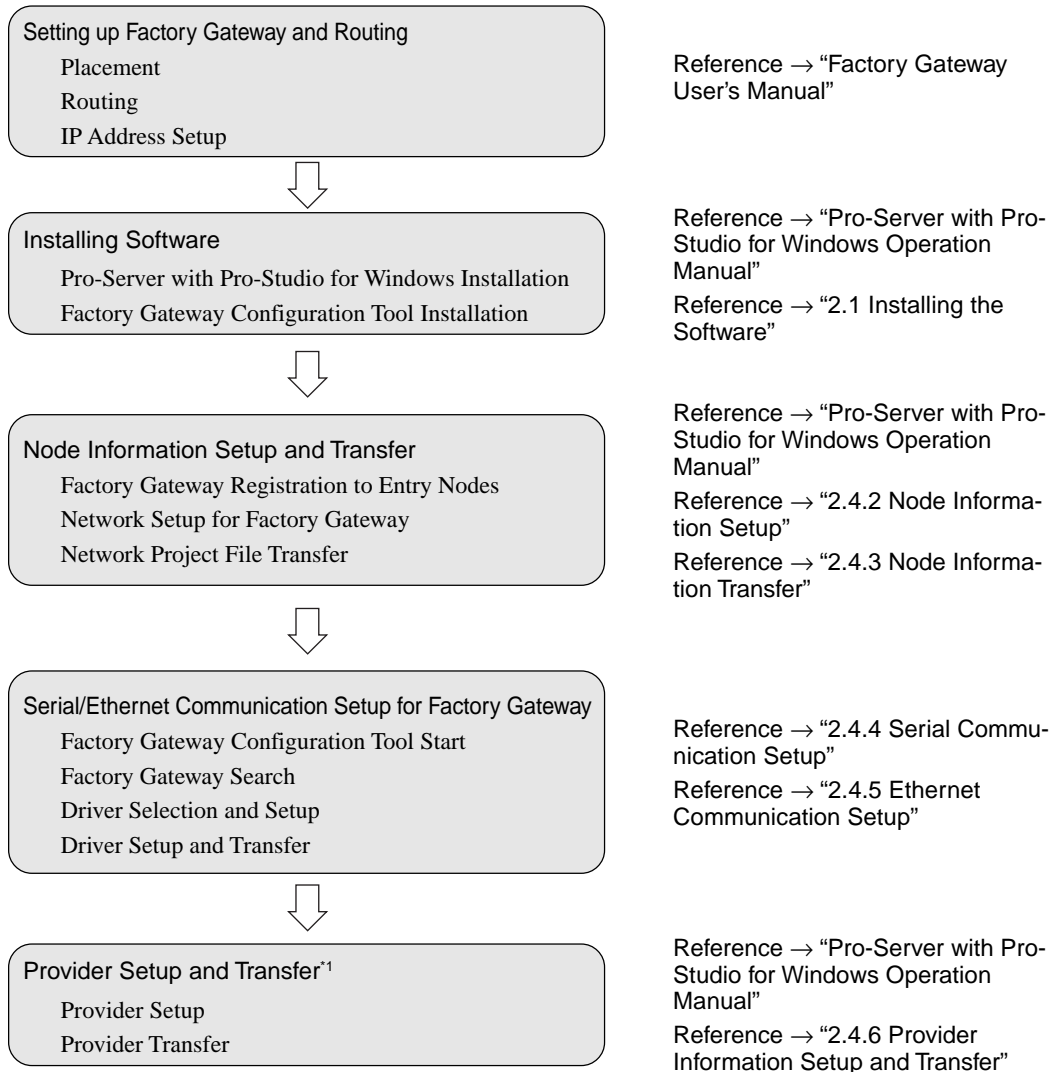 Setting up Factory Gateway and Routing
Placement
Routing
IP Address Setup
Reference → “Factory Gateway
User's Manual”
Installing Software
Pro-Server with Pro-Studio for Windows Installation
Factory Gateway Configuration Tool Installation
Reference → “Pro-Server with Pro-
Studio for Windows Operation
Manual”
Reference → “2.1 Installing the
Software”
Node Information Setup and Transfer
Factory Gateway Registration to Entry Nodes
Network Setup for Factory Gateway
Network Project File Transfer
Reference → “Pro-Server with Pro-
Studio for Windows Operation
Manual”
Reference → “2.4.2 Node Informa-
tion Setup”
Reference → “2.4.3 Node Informa-
tion Transfer”
Serial/Ethernet Communication Setup for Factory Gateway
Factory Gateway Configuration Tool Start
Factory Gateway Search
Driver Selection and Setup
Driver Setup and Transfer
Reference → “2.4.4 Serial Commu-
nication Setup”
Reference → “2.4.5 Ethernet
Communication Setup”
Provider Setup and Transfer*1
Provider Setup
Provider Transfer
Reference → “Pro-Server with Pro-
Studio for Windows Operation
Manual”
Reference → “2.4.6 Provider
Information Setup and Transfer”